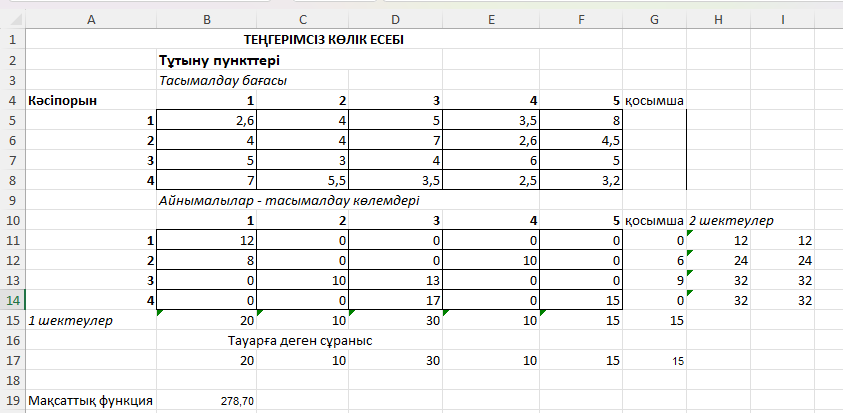 A B C D E F G H I
1 ТЕҢГЕРІМСІЗ КӨЛІК ЕСЕБІ
2 Тұтыну пункттері
3 Тасымалдау бағасы
4 Кәсіпорын 1 2 3 4 5 қосымша
5 1 2,6 4 5 3,5 8
6 2 4 4 7 2,6 4,5
7 3 5 3 4 6 5
8 4 7 5,5 3,5 2,5 3,2
9 Айнымалылар - тасымалдау көлемдері
10 1 2 3 4 5 қосымша 2 шектеулер
11 1 12 0 0 0 0 0 12 12
12 2 8 0 0 10 0 6 24 24
13 3 0 10 13 0 0 9 32 32
14 4 0 0 17 0 15 0 32 32
15 1 шектеулер 20 10 30 10 15 15
16 Тауарға деген сұраныс
17 20 10 30 10 15 15
18
19 Мақсаттық функция 278,70